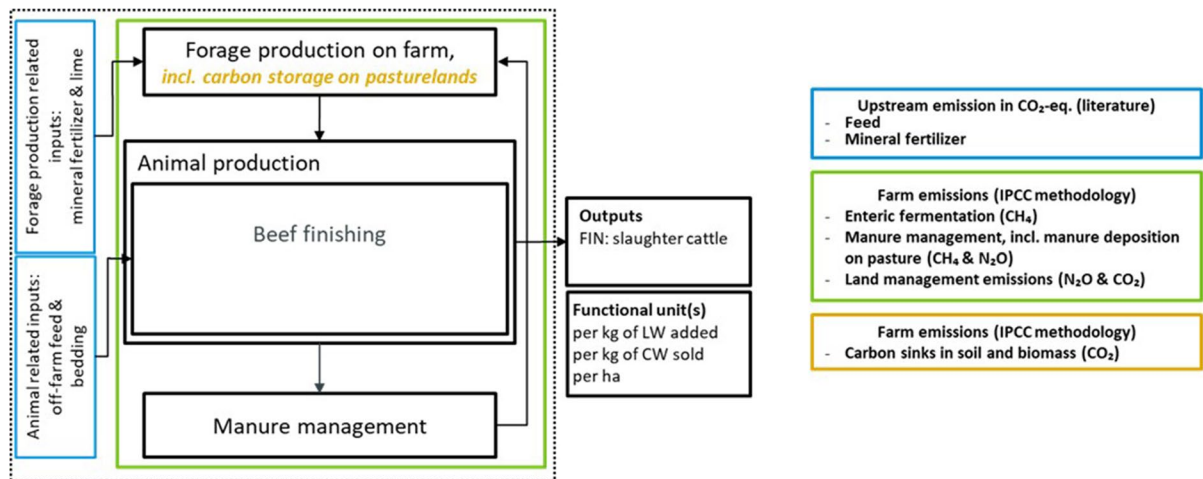 Forage production related
inputs:
mineral fertilizer & lime
Animal related inputs:
off-farm feed &
bedding
Forage production on farm,
incl. carbon storage on pasturelands
Animal production
Beef finishing
Manure management
Outputs
FIN: slaughter cattle
Functional unit(s)
per kg of LW added
per kg of CW sold
per ha
Upstream emission in CO₂-eq. (literature)
- Feed
- Mineral fertilizer
Farm emissions (IPCC methodology)
- Enteric fermentation (CH₄)
- Manure management, incl. manure deposition
on pasture (CH₄ & N₂O)
- Land management emissions (N₂O & CO₂)
Farm emissions (IPCC methodology)
- Carbon sinks in soil and biomass (CO₂)